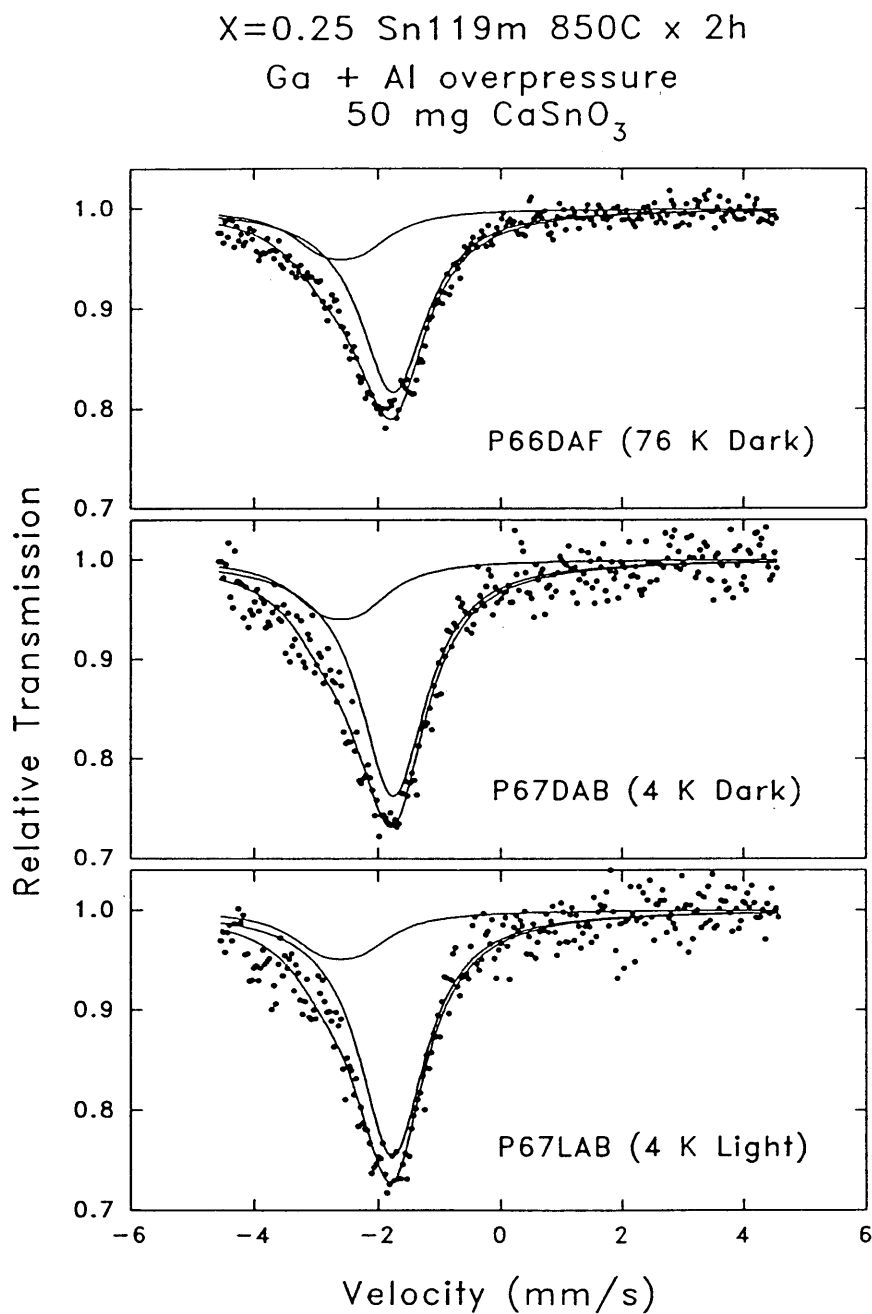 X=0.25 Sn119m 850C x 2h
Ga + Al overpressure
50 mg CaSnO₃
1.0
0.9
0.8
0.7
P66DAF (76 K Dark)
1.0
0.9
0.8
0.7
P67DAB (4 K Dark)
1.0
0.9
0.8
0.7
P67LAB (4 K Light)
−6
−4
−2
0
2
4
6
Relative Transmission
Velocity (mm/s)